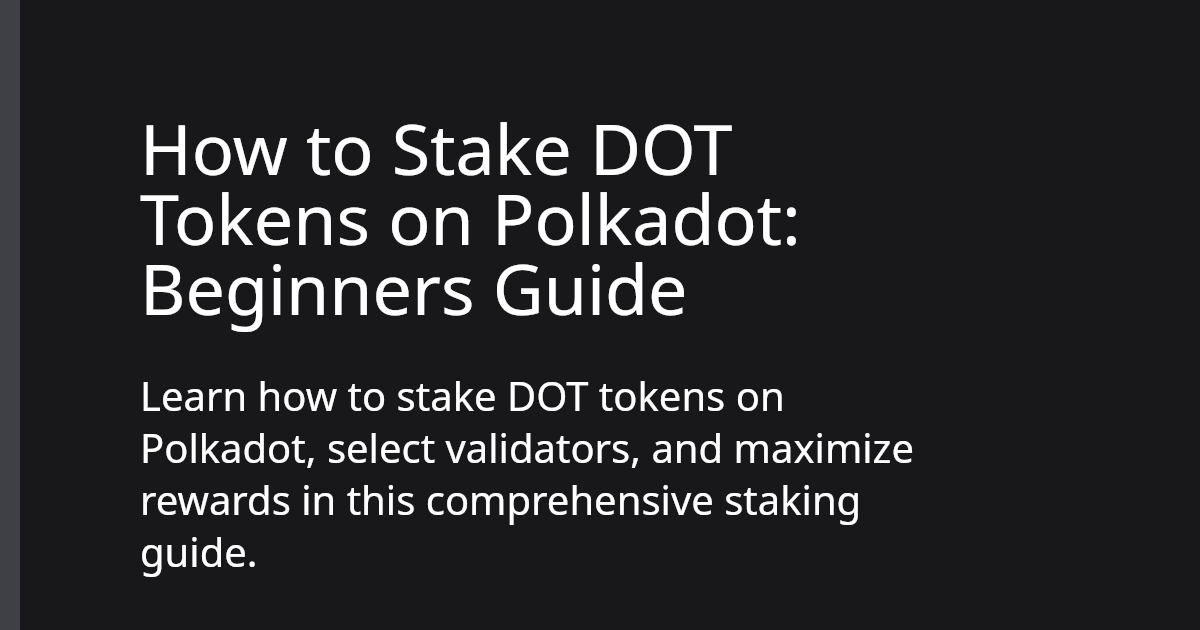 How to Stake DOT
Tokens on Polkadot:
Beginners Guide
Learn how to stake DOT tokens on
Polkadot, select validators, and maximize
rewards in this comprehensive staking
guide.